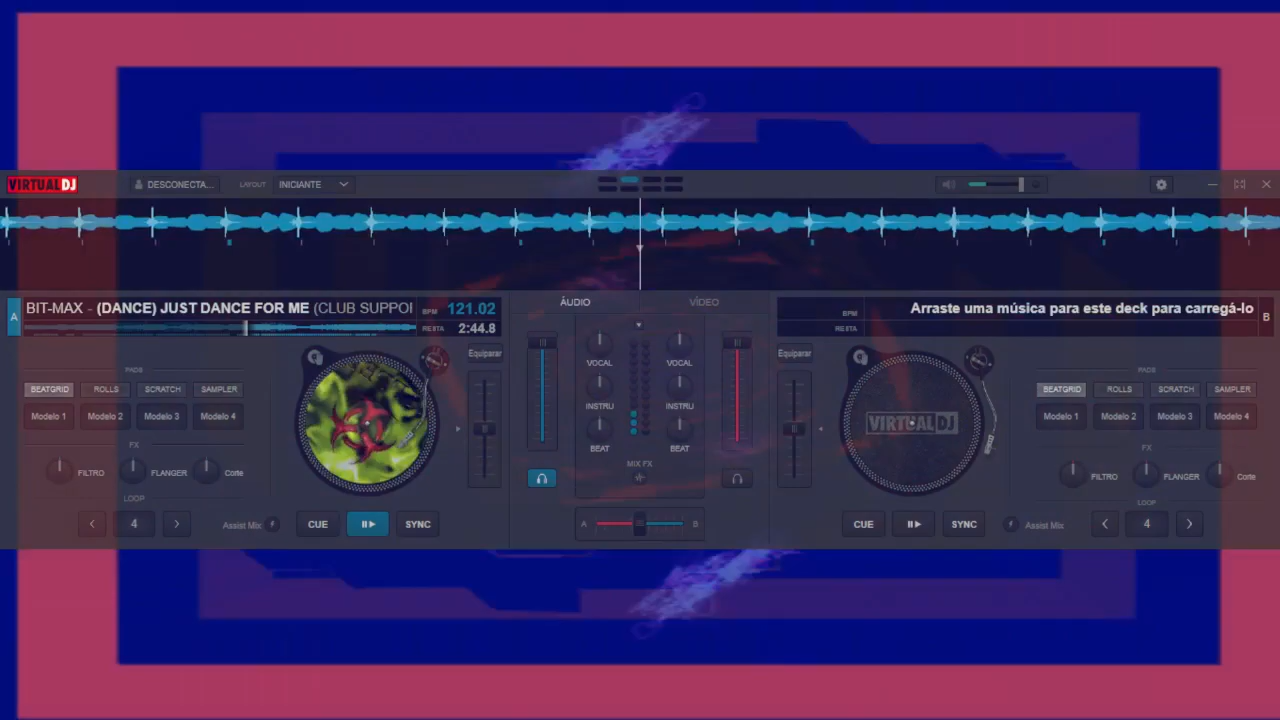 VIRTUALDJ
DESCONECTA...
LAYOUT
INICIANTE
A
BIT-MAX - (DANCE) JUST DANCE FOR ME (CLUB SUPPOI
BPM
121.02
RESTA
2:44.8
ÁUDIO
VÍDEO
BPM
RESTA
Arraste uma música para este deck para carregá-lo
B
PADS
BEATGRID
ROLLS
SCRATCH
SAMPLER
Modelo 1
Modelo 2
Modelo 3
Modelo 4
FX
FILTRO
FLANGER
Corte
LOOP
4
Assist Mix
CUE
SYNC
Equiparar
VOCAL
VOCAL
INSTRU
INSTRU
BEAT
BEAT
MIX FX
A
B
Equiparar
VIRTUALDJ
CUE
SYNC
Assist Mix
PADS
BEATGRID
ROLLS
SCRATCH
SAMPLER
Modelo 1
Modelo 2
Modelo 3
Modelo 4
FX
FILTRO
FLANGER
Corte
LOOP
4